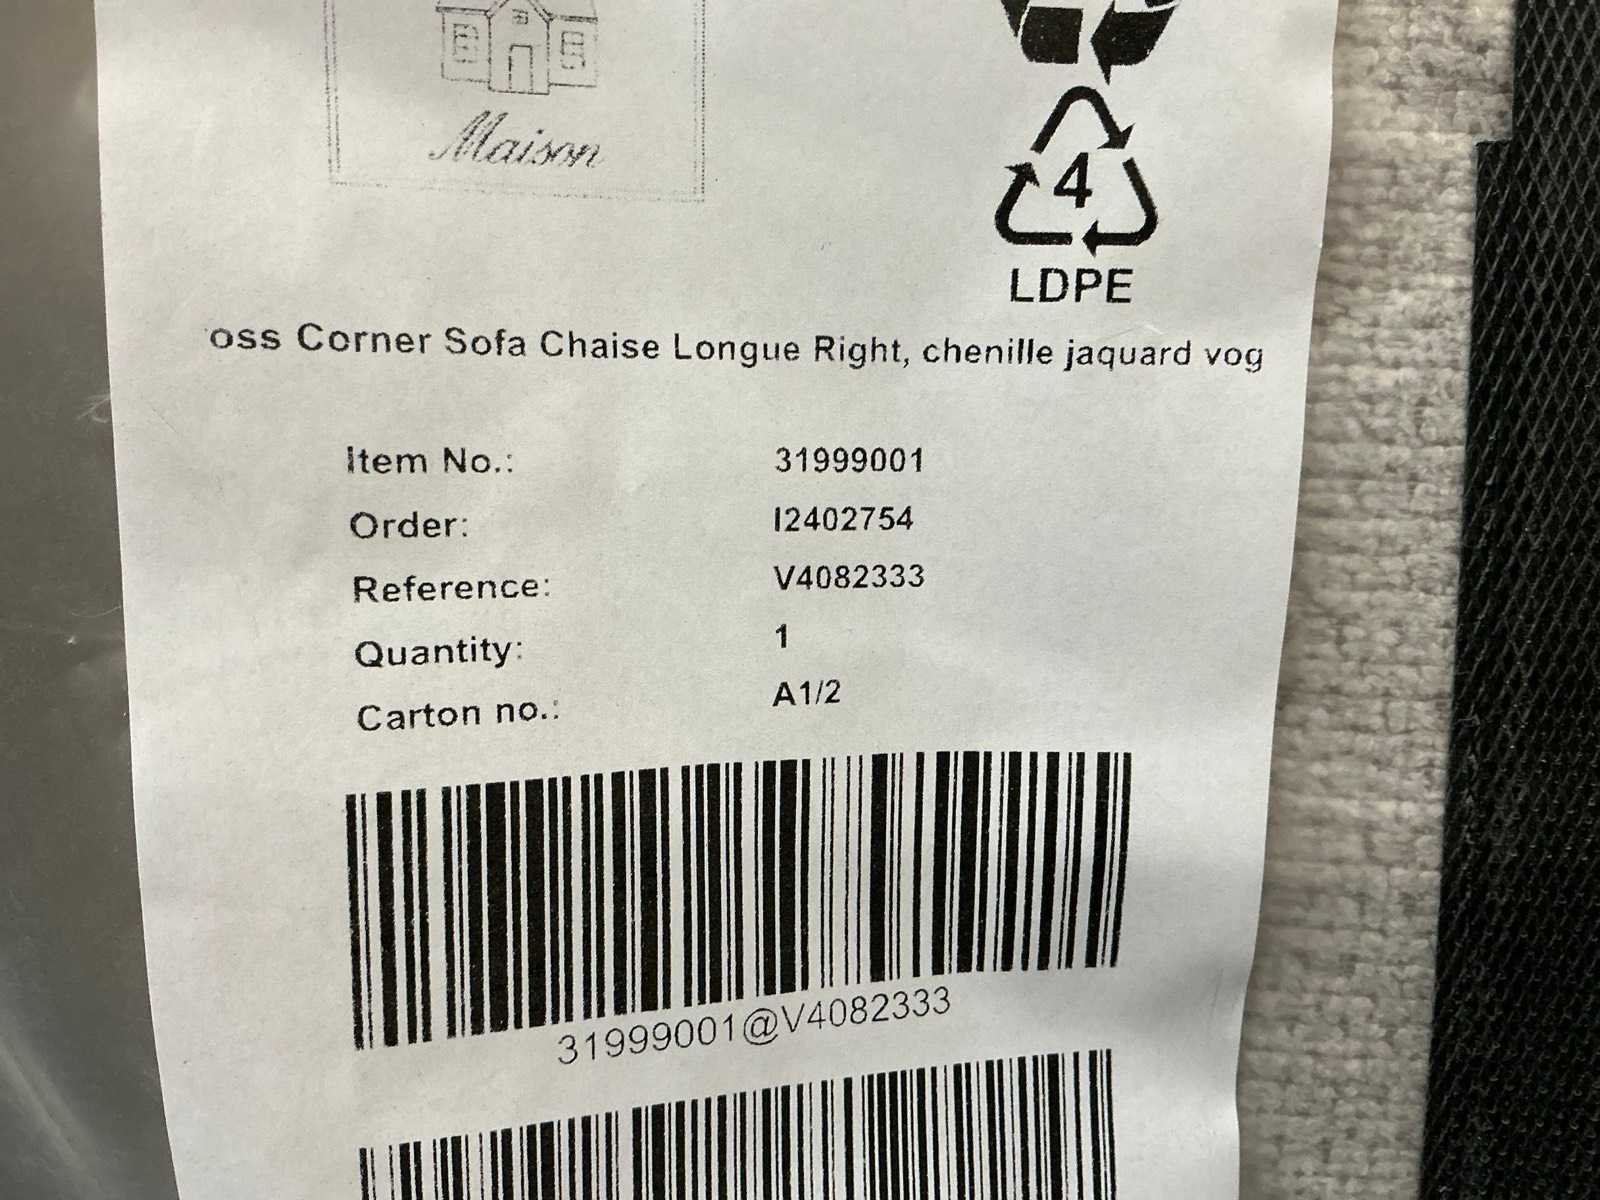 Maison
4
LDPE
oss Corner Sofa Chaise Longue Right, chenille jaquard vog
Item No.: 31999001
Order: I2402754
Reference: V4082333
Quantity: 1
Carton no.: A1/2
31999001@V4082333